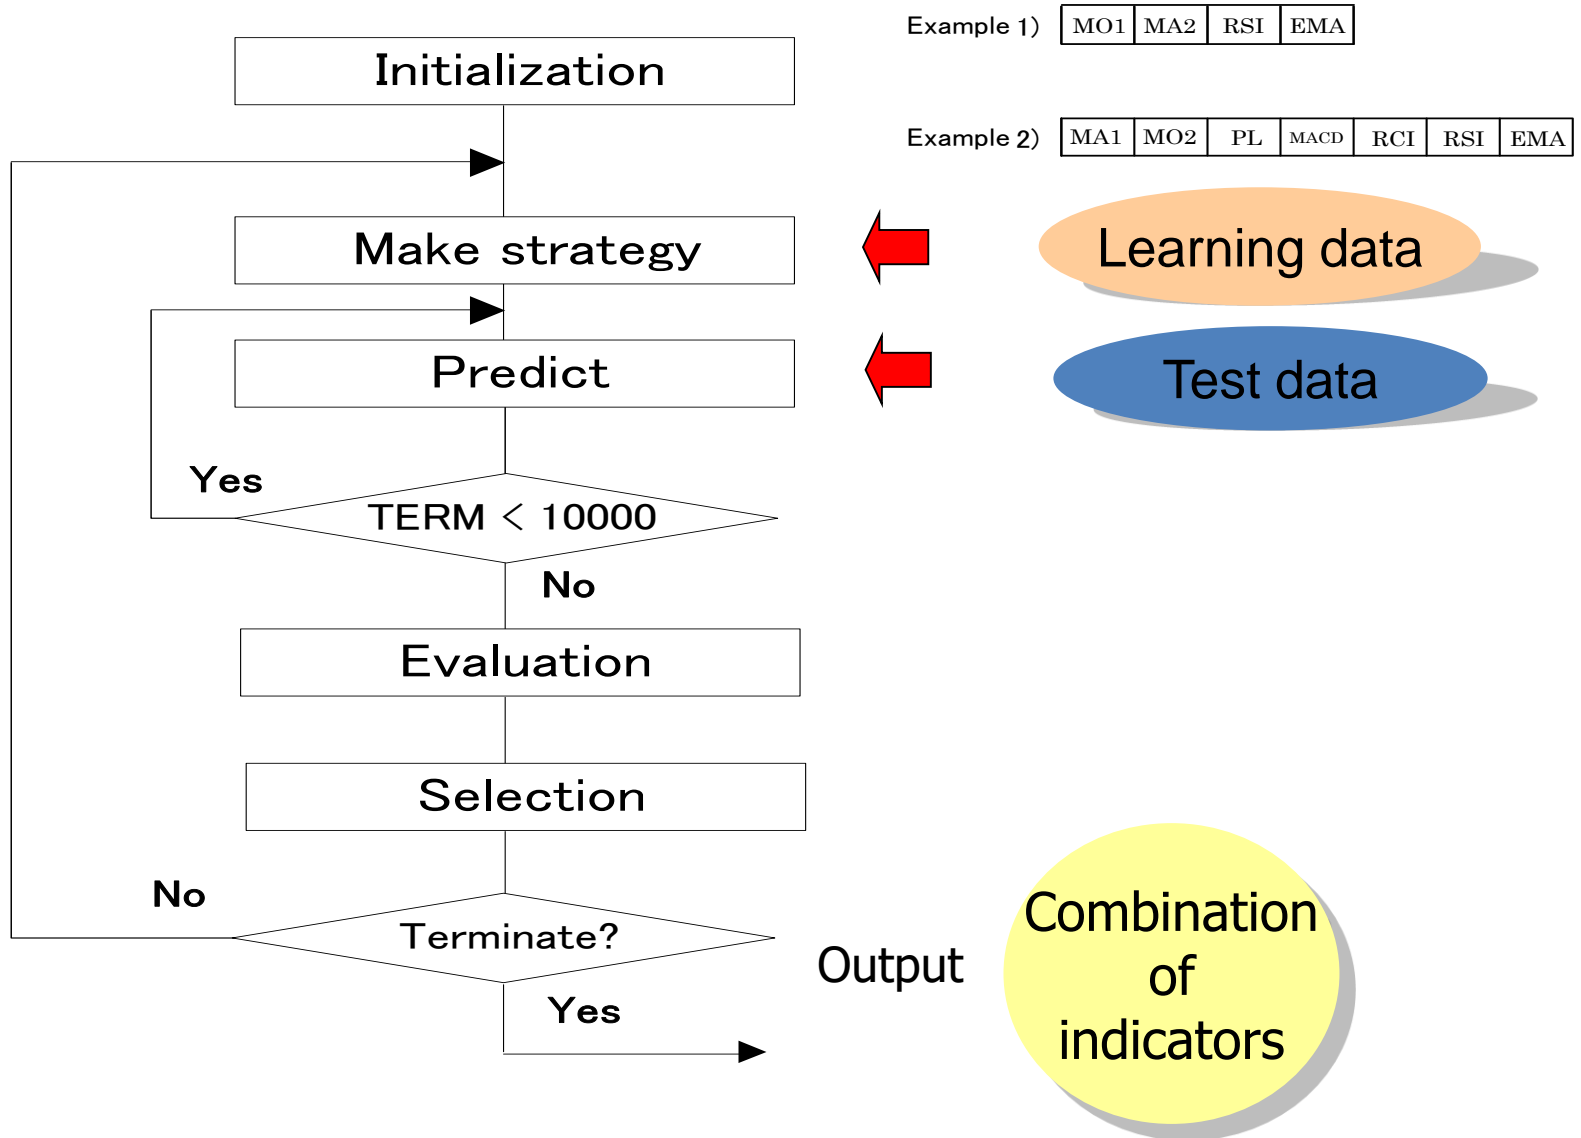 Example 1) MO1 MA2 RSI EMA
Initialization
Example 2) MA1 MO2 PL MACD RCI RSI EMA
Make strategy
Learning data
Predict
Test data
Yes
TERM < 10000
No
Evaluation
Selection
No
Terminate?
Yes
Output
Combination
of
indicators